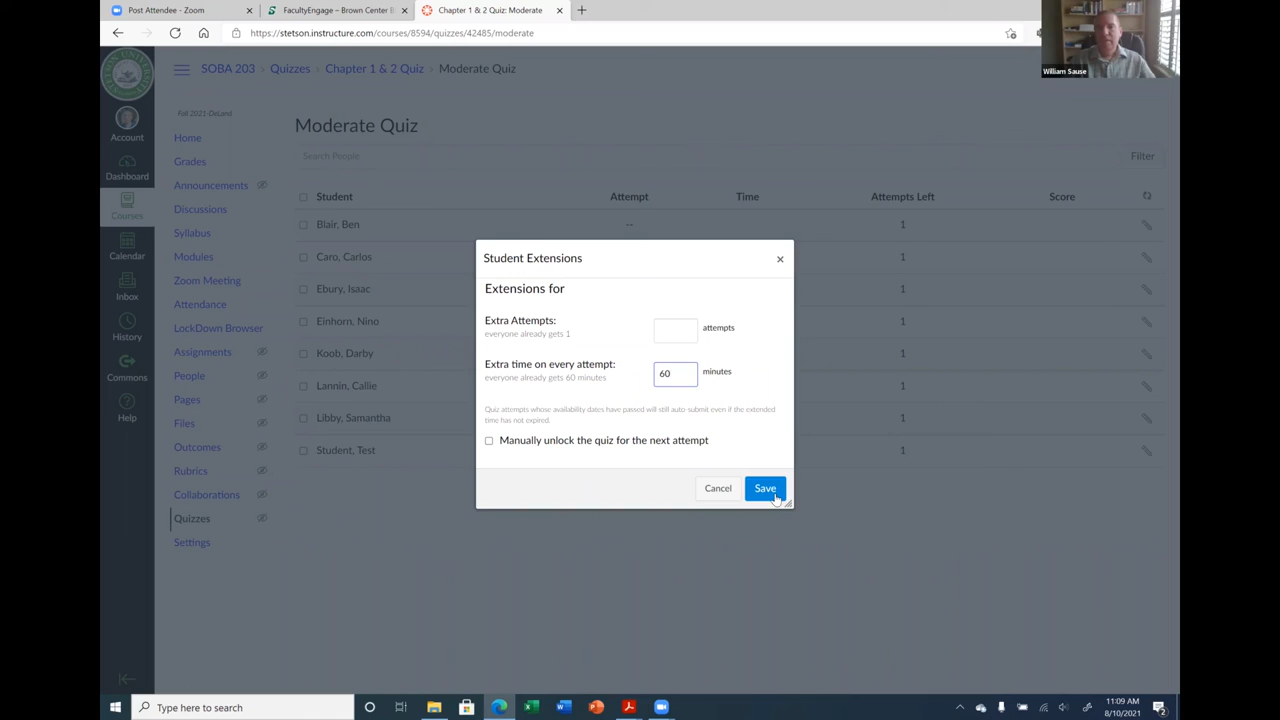 Post Attendee - Zoom
FacultyEngage – Brown Center
Chapter 1 & 2 Quiz: Moderate
https://stetson.instructure.com/courses/8594/quizzes/42485/moderate
William Sause
SOBA 203 > Quizzes > Chapter 1 & 2 Quiz > Moderate Quiz
Account
Dashboard
Courses
Calendar
Inbox
History
Commons
Help
Fall 2021-DeLand
Home
Grades
Announcements
Discussions
Syllabus
Modules
Zoom Meeting
Attendance
LockDown Browser
Assignments
People
Pages
Files
Outcomes
Rubrics
Collaborations
Quizzes
Settings
Moderate Quiz
Search People
Filter
Student Attempt Time Attempts Left Score
Blair, Ben -- 1
Caro, Carlos 1
Ebury, Isaac 1
Einhorn, Nino 1
Koob, Darby 1
Lannin, Callie 1
Libby, Samantha 1
Student, Test 1
Student Extensions
Extensions for
Extra Attempts:
everyone already gets 1
attempts
Extra time on every attempt:
everyone already gets 60 minutes
60 minutes
Quiz attempts whose availability dates have passed will still auto-submit even if the extended
time has not expired.
Manually unlock the quiz for the next attempt
Cancel Save
Type here to search
11:09 AM
8/10/2021
2